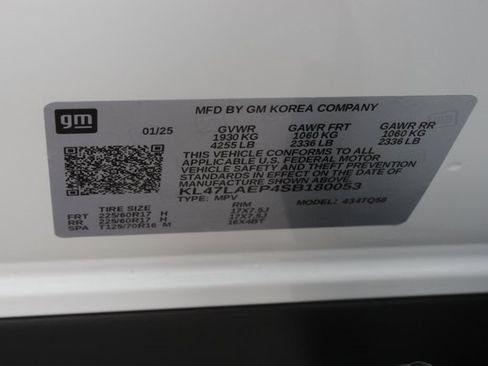 gm
MFD BY GM KOREA COMPANY
01/25 GVWR GAWR FRT GAWR RR
1930 KG 1060 KG 1060 KG
4255 LB 2336 LB 2336 LB
THIS VEHICLE CONFORMS TO ALL
APPLICABLE U.S. FEDERAL MOTOR
VEHICLE SAFETY AND THEFT PREVENTION
STANDARDS IN EFFECT ON THE DATE OF
MANUFACTURE SHOWN ABOVE.
KL47LAEP4SB180053
TYPE: MPV MODEL: 434TQ58
TIRE SIZE RIM
FRT 225/60R17 H 17X7.5J
RR 225/60R17 H 17X7.5J
SPA T125/70R16 M 16X4BT